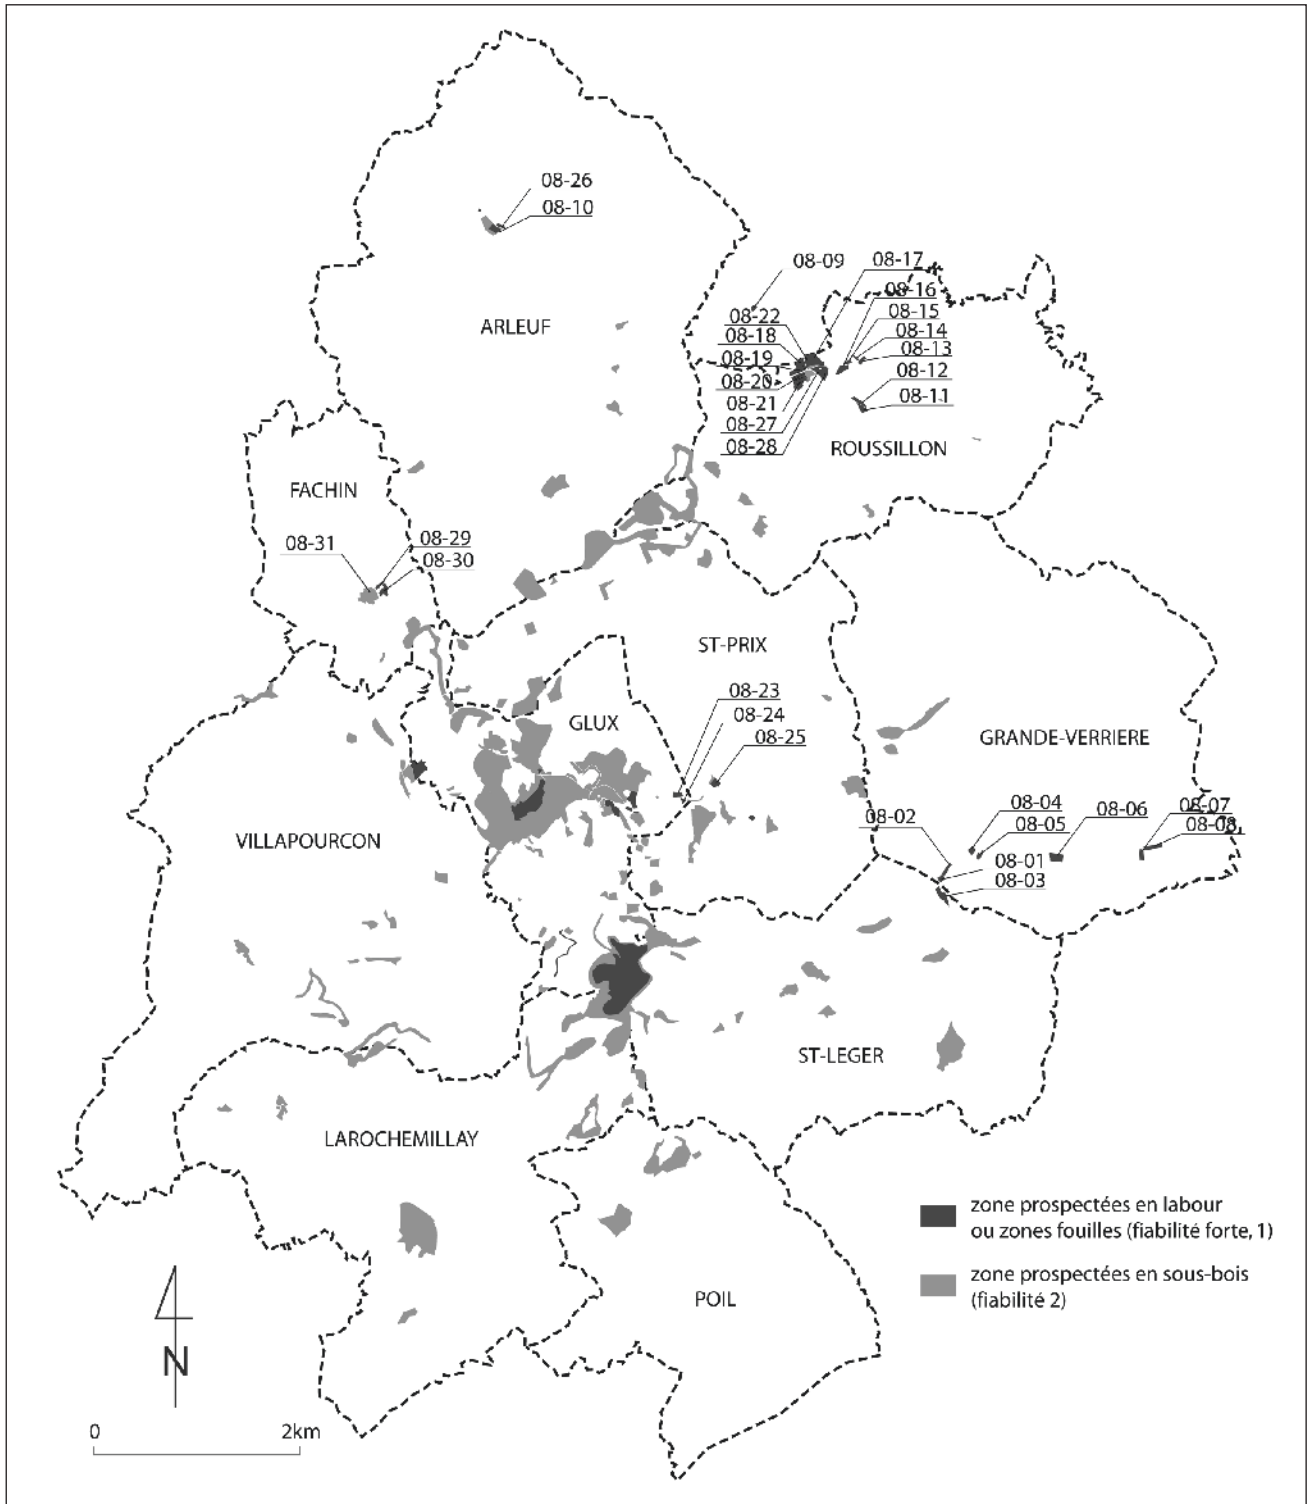 08-26
08-10
08-09
08-17
08-16
08-22
08-15
08-18
08-14
08-13
ARLEUF
08-19
08-12
08-20
08-11
08-21
08-27
08-28
ROUSSILLON
FACHIN
08-29
08-31
08-30
ST-PRIX
08-23
08-24
GLUX
08-25
GRANDE-VERRIERE
08-04
08-06
08-07
08-02
08-05
08-08
VILLAPOURCON
08-01
08-03
ST-LEGER
LAROCHEMILLAY
zone prospectées en labour
ou zones fouilles (fiabilité forte, 1)
zone prospectées en sous-bois
(fiabilité 2)
POIL
N
0 2km